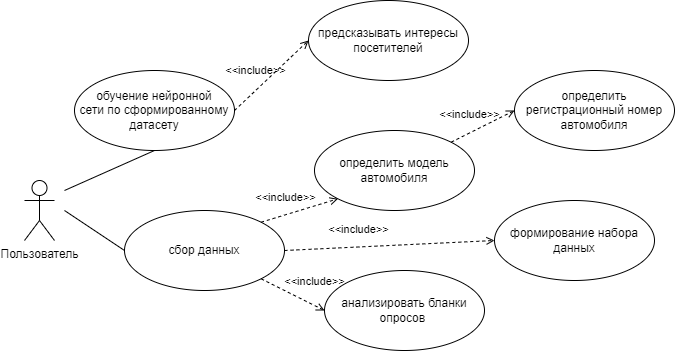 предсказывать интересы
посетителей
<<include>>
обучение нейронной
сети по сформированному
датасету
определить
регистрационный номер
автомобиля
<<include>>
определить модель
автомобиля
<<include>>
Пользователь
сбор данных
<<include>>
формирование набора
данных
<<include>>
анализировать бланки
опросов